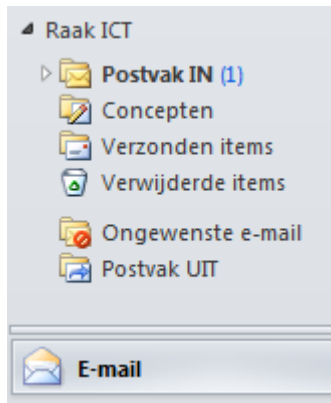 Raak ICT
Postvak IN (1)
Concepten
Verzonden items
Verwijderde items
Ongewenste e-mail
Postvak UIT
E-mail